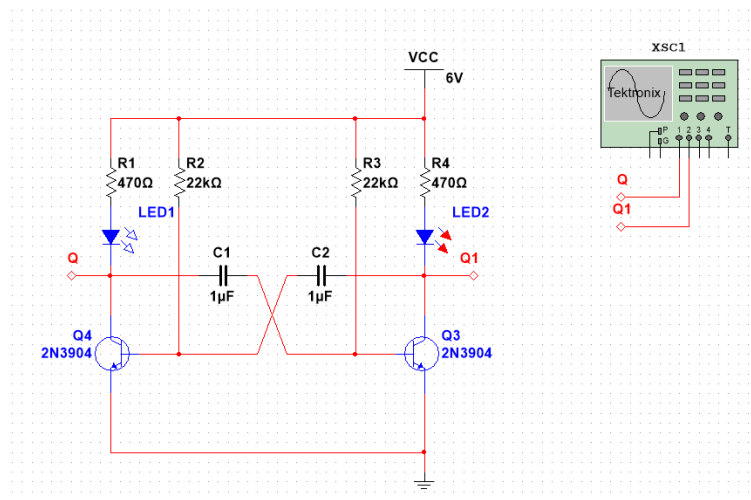 XSC1
VCC
6V
Tektronix
P
G
1 2 3 4 T
R1
470Ω
R2
22kΩ
R3
22kΩ
R4
470Ω
Q
Q1
LED1
LED2
Q
C1
1µF
C2
1µF
Q1
Q4
2N3904
Q3
2N3904